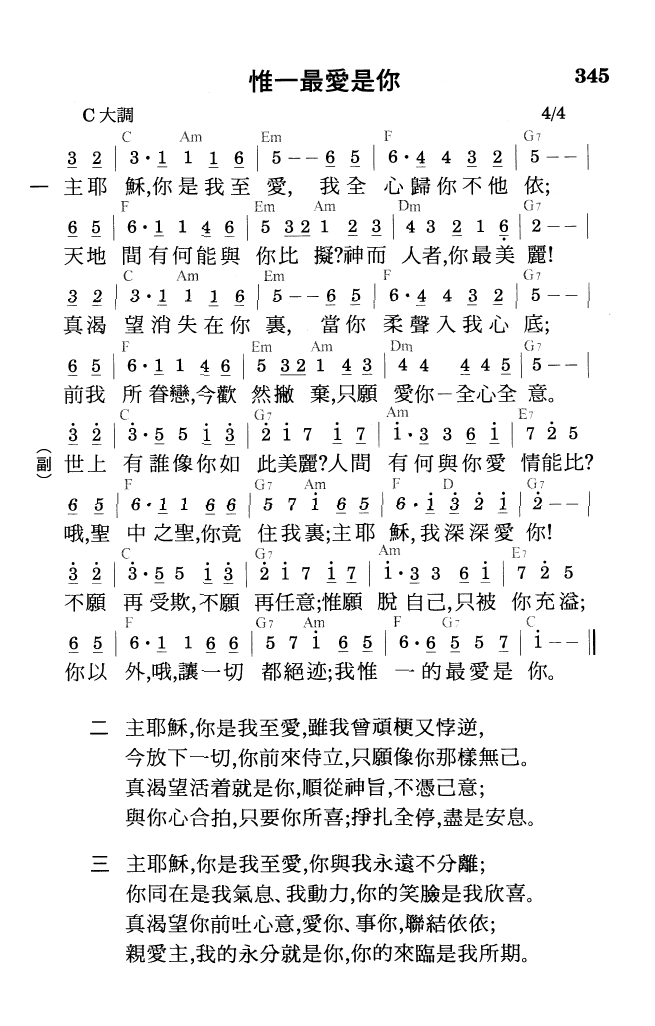 惟一最愛是你 345
C大調 4/4
C Am Em F G7
3 2 | 3 · 1 1 1 6 | 5 - - 6 5 | 6 · 4 4 3 2 | 5 - - |
一 主耶 穌,你是我至 愛, 我全 心歸你不他 依;
F Em Am Dm G7
6 5 | 6 · 1 1 4 6 | 5 3 2 1 2 3 | 4 3 2 1 6 | 2 - - |
天地 間有何能與 你比 擬?神而 人者,你最美 麗!
C Am Em F G7
3 2 | 3 · 1 1 1 6 | 5 - - 6 5 | 6 · 4 4 3 2 | 5 - - |
真渴 望消失在你 裏, 當你 柔聲入我心 底;
F Em Am Dm G7
6 5 | 6 · 1 1 4 6 | 5 3 2 1 4 3 | 4 4 4 4 5 | 5 - - |
前我 所眷戀,今歡 然撇 棄,只願 愛你－全心全 意。
C G7 Am E7
3 2 | 3 · 5 5 1 3 | 2 1 7 1 7 | 1 · 3 3 6 1 | 7 2 5
(副) 世上 有誰像你如 此美麗?人間 有何與你愛 情能比?
F G7 Am F D G7
6 5 | 6 · 1 1 6 6 | 5 7 1 6 5 | 6 · 1 3 2 1 | 2 - - |
哦,聖 中之聖,你竟 住我裏;主耶 穌,我深深愛 你!
C G7 Am E7
3 2 | 3 · 5 5 1 3 | 2 1 7 1 7 | 1 · 3 3 6 1 | 7 2 5
不願 再受欺,不願 再任意;惟願 脫自己,只被 你充溢;
F G7 Am F G7 C
6 5 | 6 · 1 1 6 6 | 5 7 1 6 5 | 6 · 6 5 5 7 | 1 - - ||
你以 外,哦,讓一切 都絕迹;我惟 一的最愛是 你。
二 主耶穌,你是我至愛,雖我曾頑梗又悖逆,
今放下一切,你前來侍立,只願像你那樣無己。
真渴望活着就是你,順從神旨,不憑己意;
與你心合拍,只要你所喜;掙扎全停,盡是安息。
三 主耶穌,你是我至愛,你與我永遠不分離;
你同在是我氣息、我動力,你的笑臉是我欣喜。
真渴望你前吐心意,愛你、事你,聯結依依;
親愛主,我的永分就是你,你的來臨是我所期。